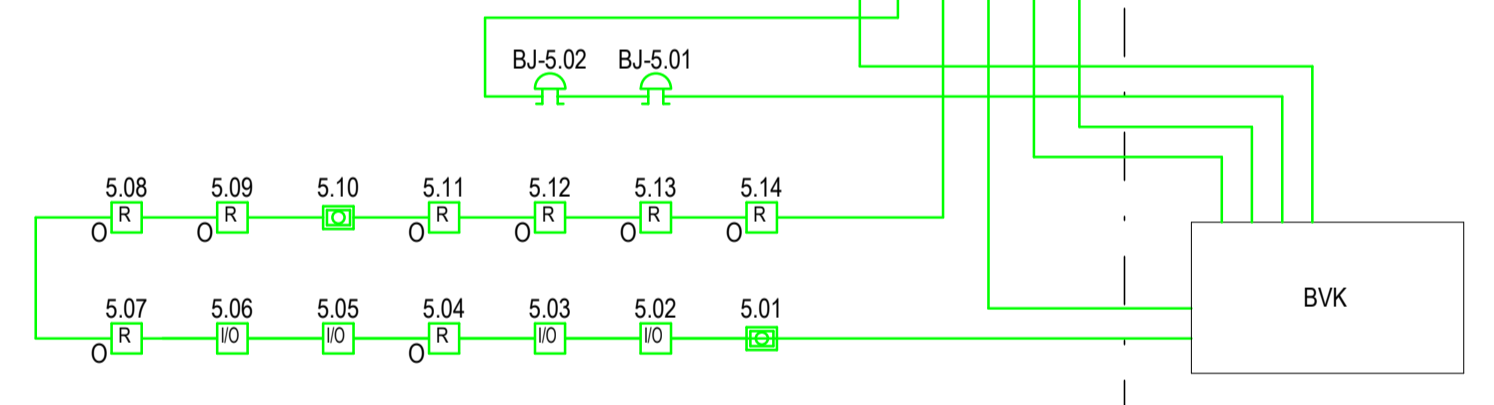 BJ-5.02 BJ-5.01
5.08 5.09 5.10 5.11 5.12 5.13 5.14
R R R R R R
O O O O O O
BVK
5.07 5.06 5.05 5.04 5.03 5.02 5.01
R I/O I/O R I/O I/O
O O